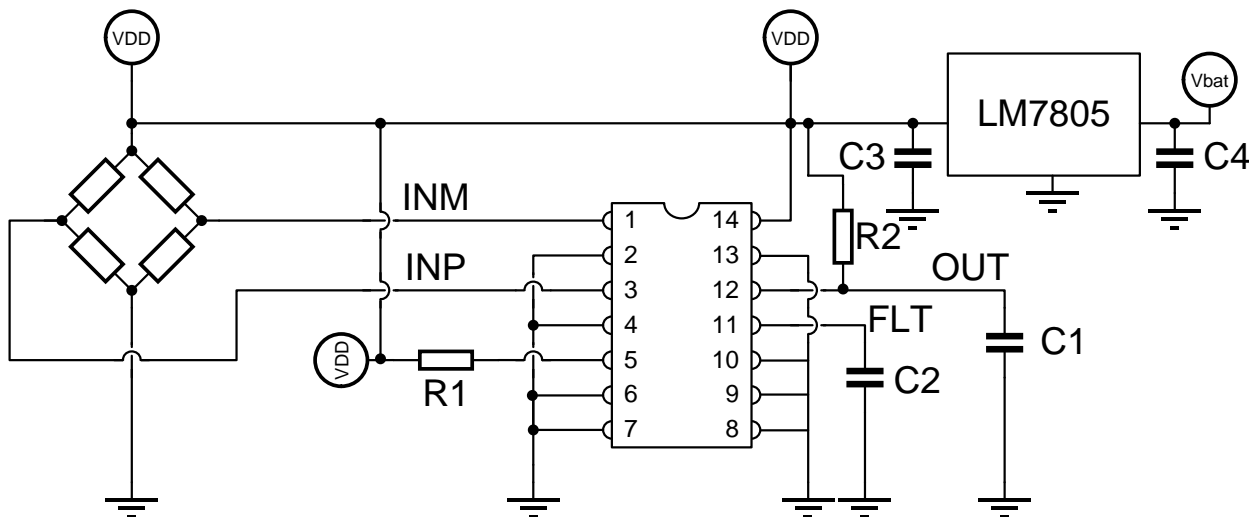 VDD
VDD
Vbat
LM7805
C3
C4
INM
1
14
2
13
R2
INP
OUT
3
12
4
11
FLT
VDD
5
10
C1
R1
6
9
C2
7
8